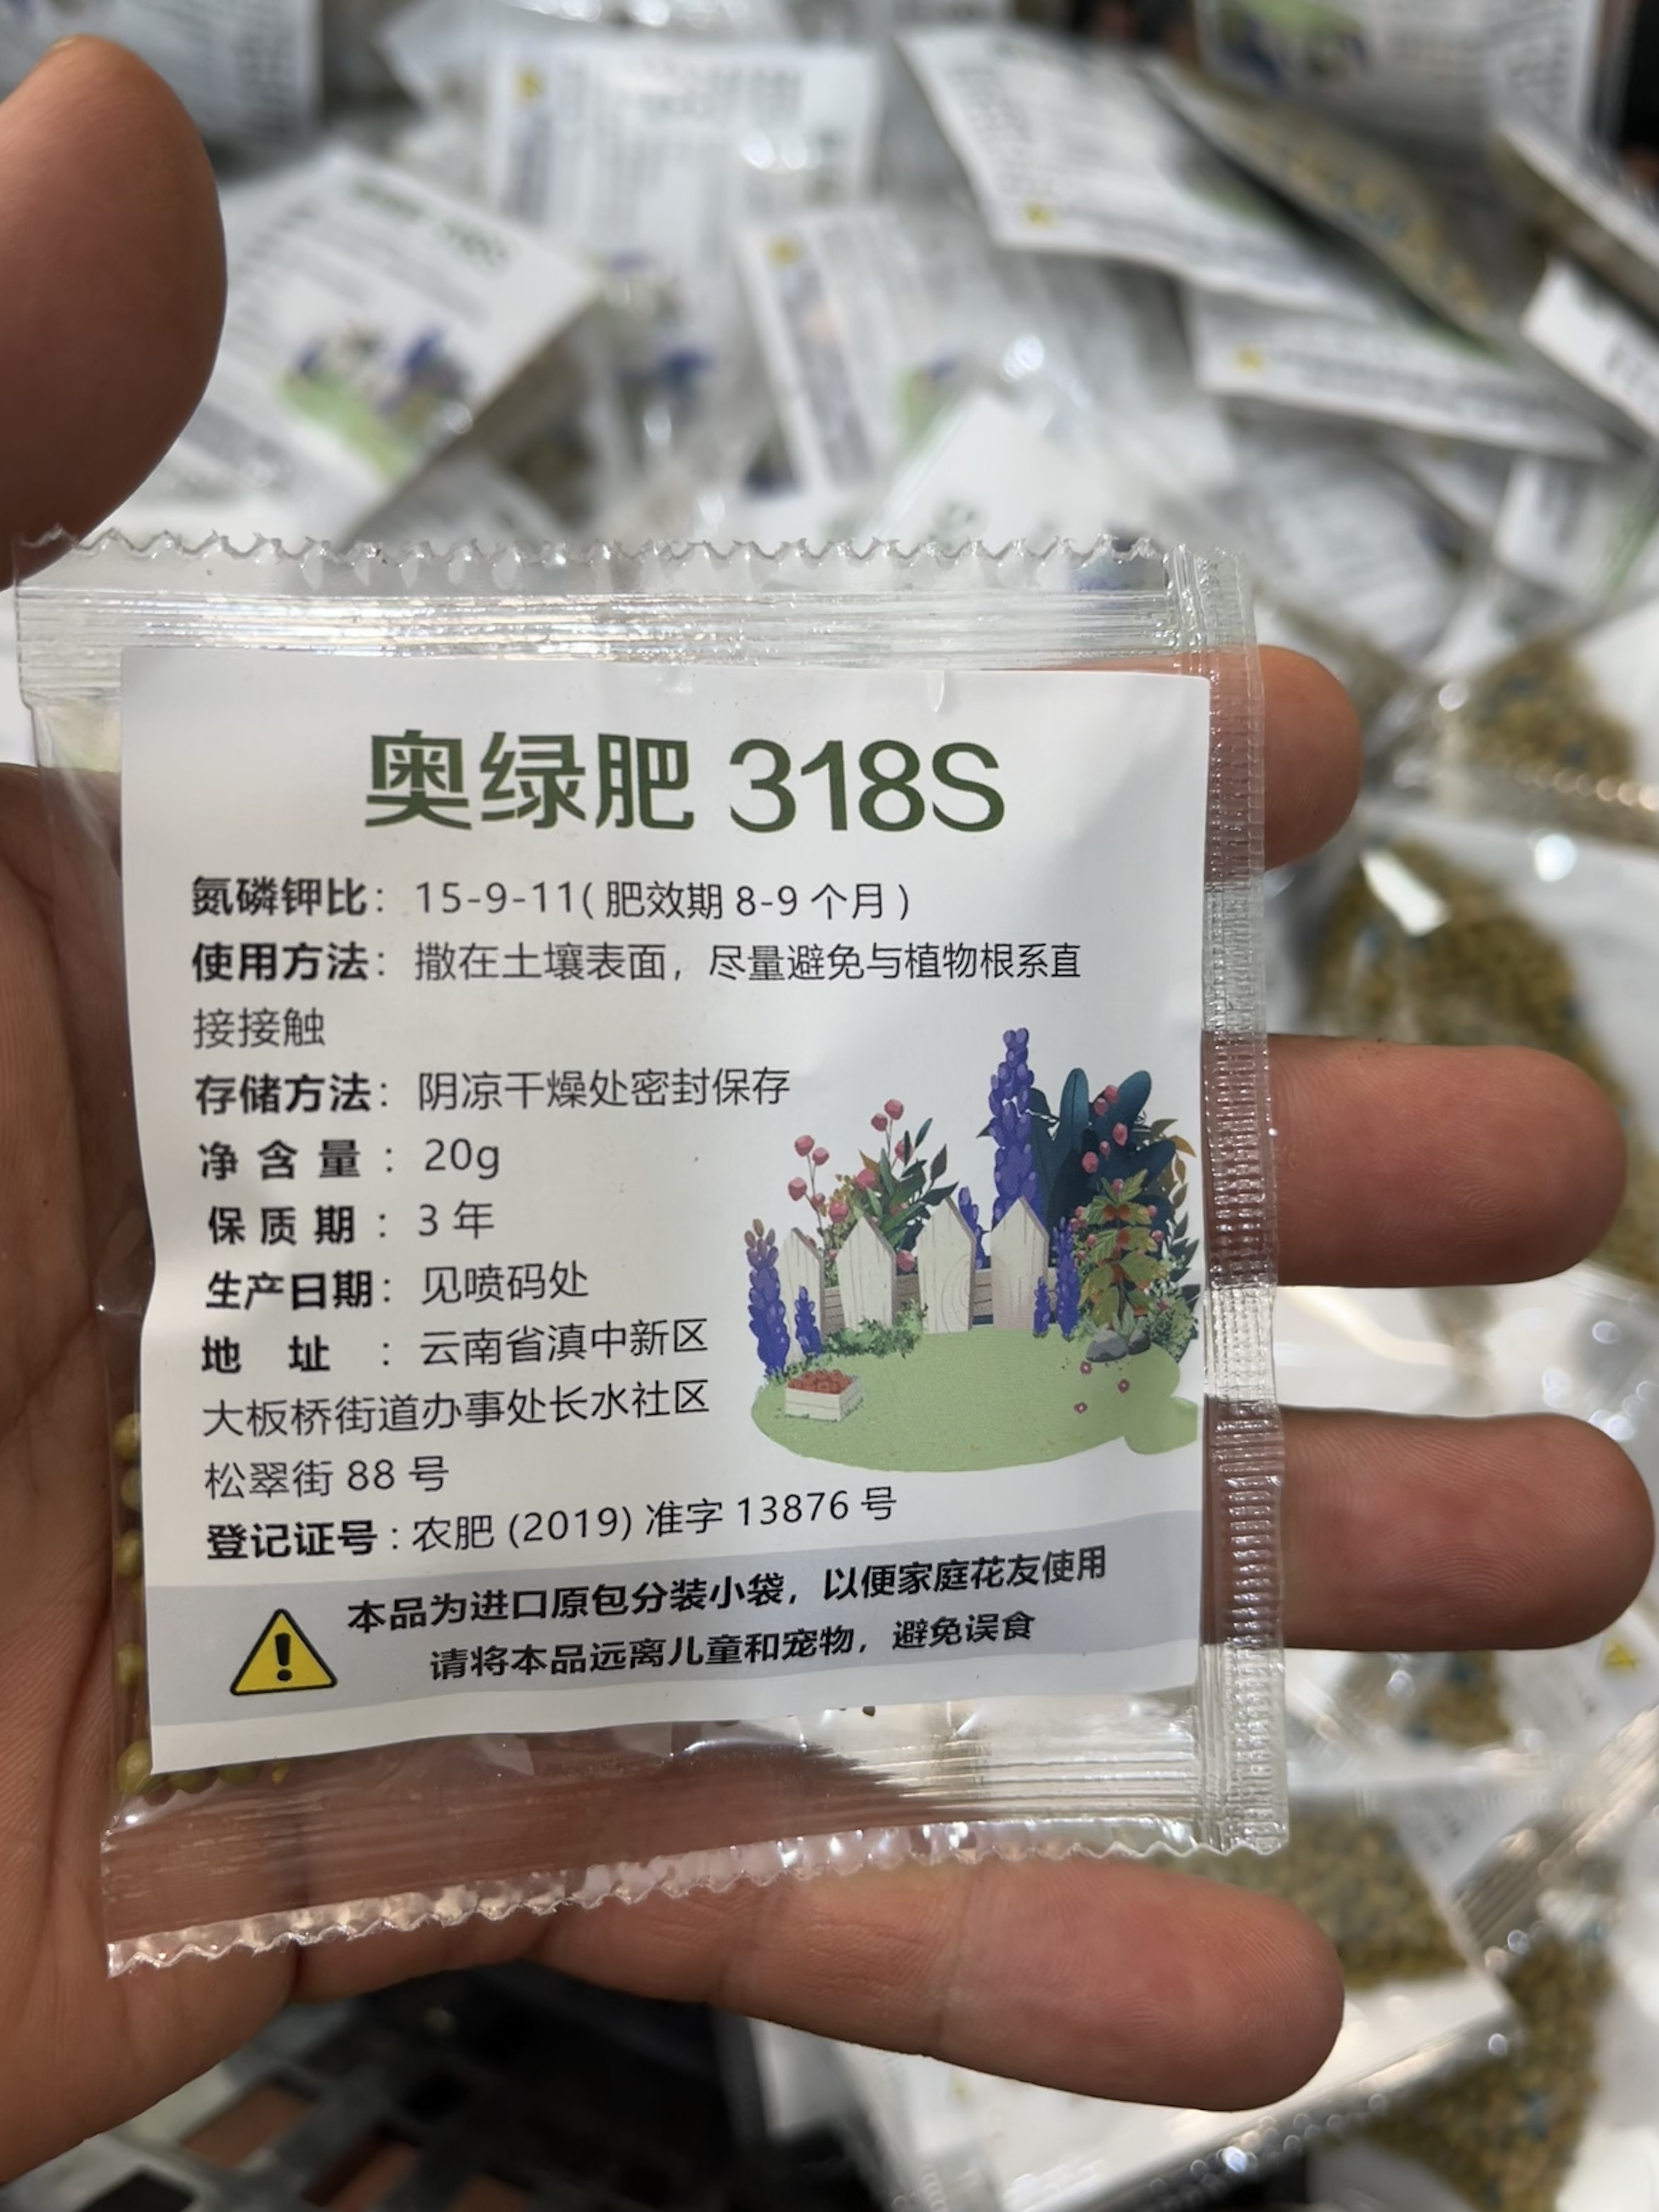 奥绿肥 318S
氮磷钾比：15-9-11( 肥效期 8-9 个月 )
使用方法：撒在土壤表面，尽量避免与植物根系直
接接触
存储方法：阴凉干燥处密封保存
净 含 量 ：20g
保 质 期 ：3 年
生产日期：见喷码处
地 址 ：云南省滇中新区
大板桥街道办事处长水社区
松翠街 88 号
登记证号 : 农肥 (2019) 准字 13876 号
本品为进口原包分装小袋，以便家庭花友使用
请将本品远离儿童和宠物，避免误食